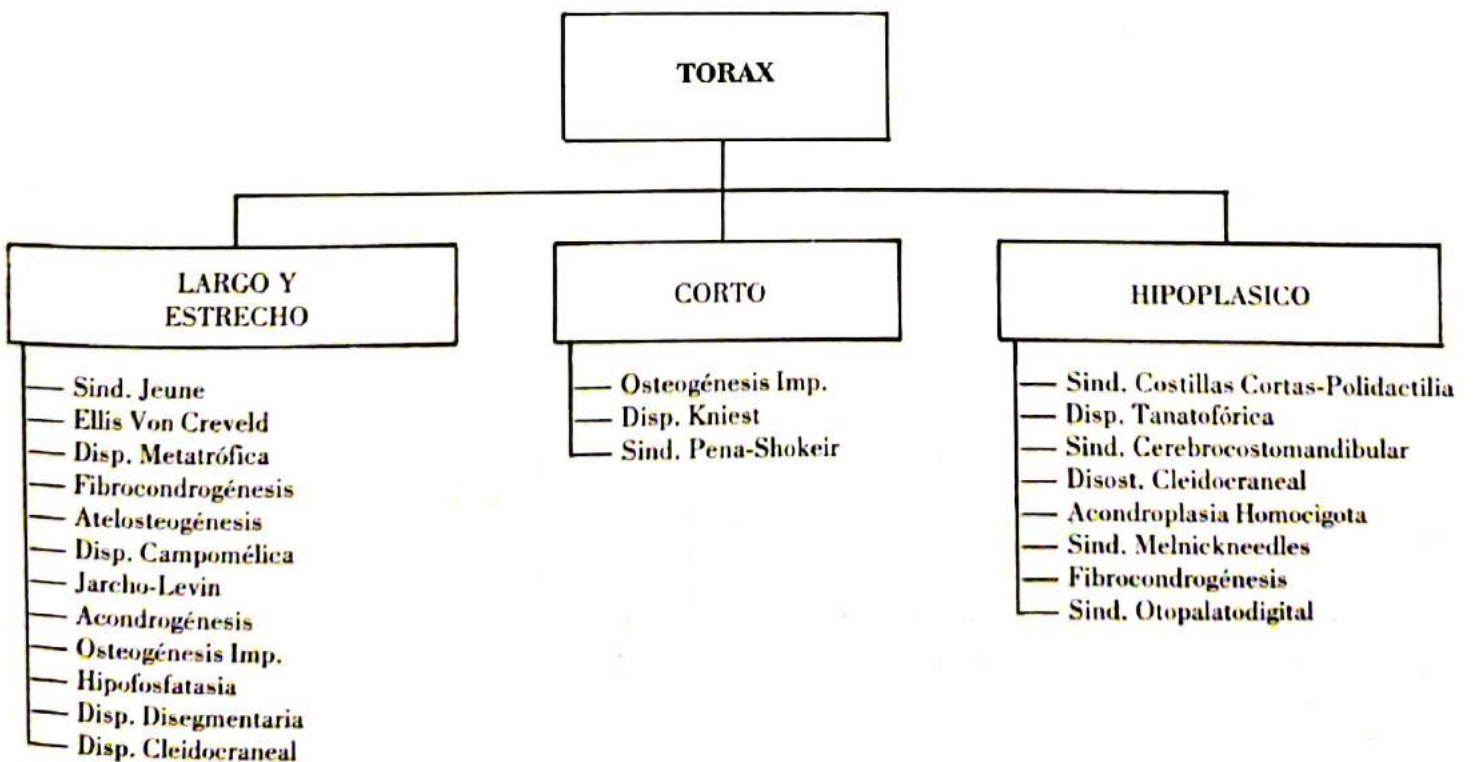 TORAX
LARGO Y
ESTRECHO
Sind. Jeune
Ellis Von Creveld
Disp. Metatrófica
Fibrocondrogénesis
Atelosteogénesis
Disp. Campomélica
Jarcho-Levin
Acondrogénesis
Osteogénesis Imp.
Hipofosfatasia
Disp. Disegmentaria
Disp. Cleidocraneal
CORTO
Osteogénesis Imp.
Disp. Kniest
Sind. Pena-Shokeir
HIPOPLASICO
Sind. Costillas Cortas-Polidactilia
Disp. Tanatofórica
Sind. Cerebrocostomandibular
Disost. Cleidocraneal
Acondroplasia Homocigota
Sind. Melnickneedles
Fibrocondrogénesis
Sind. Otopalatodigital